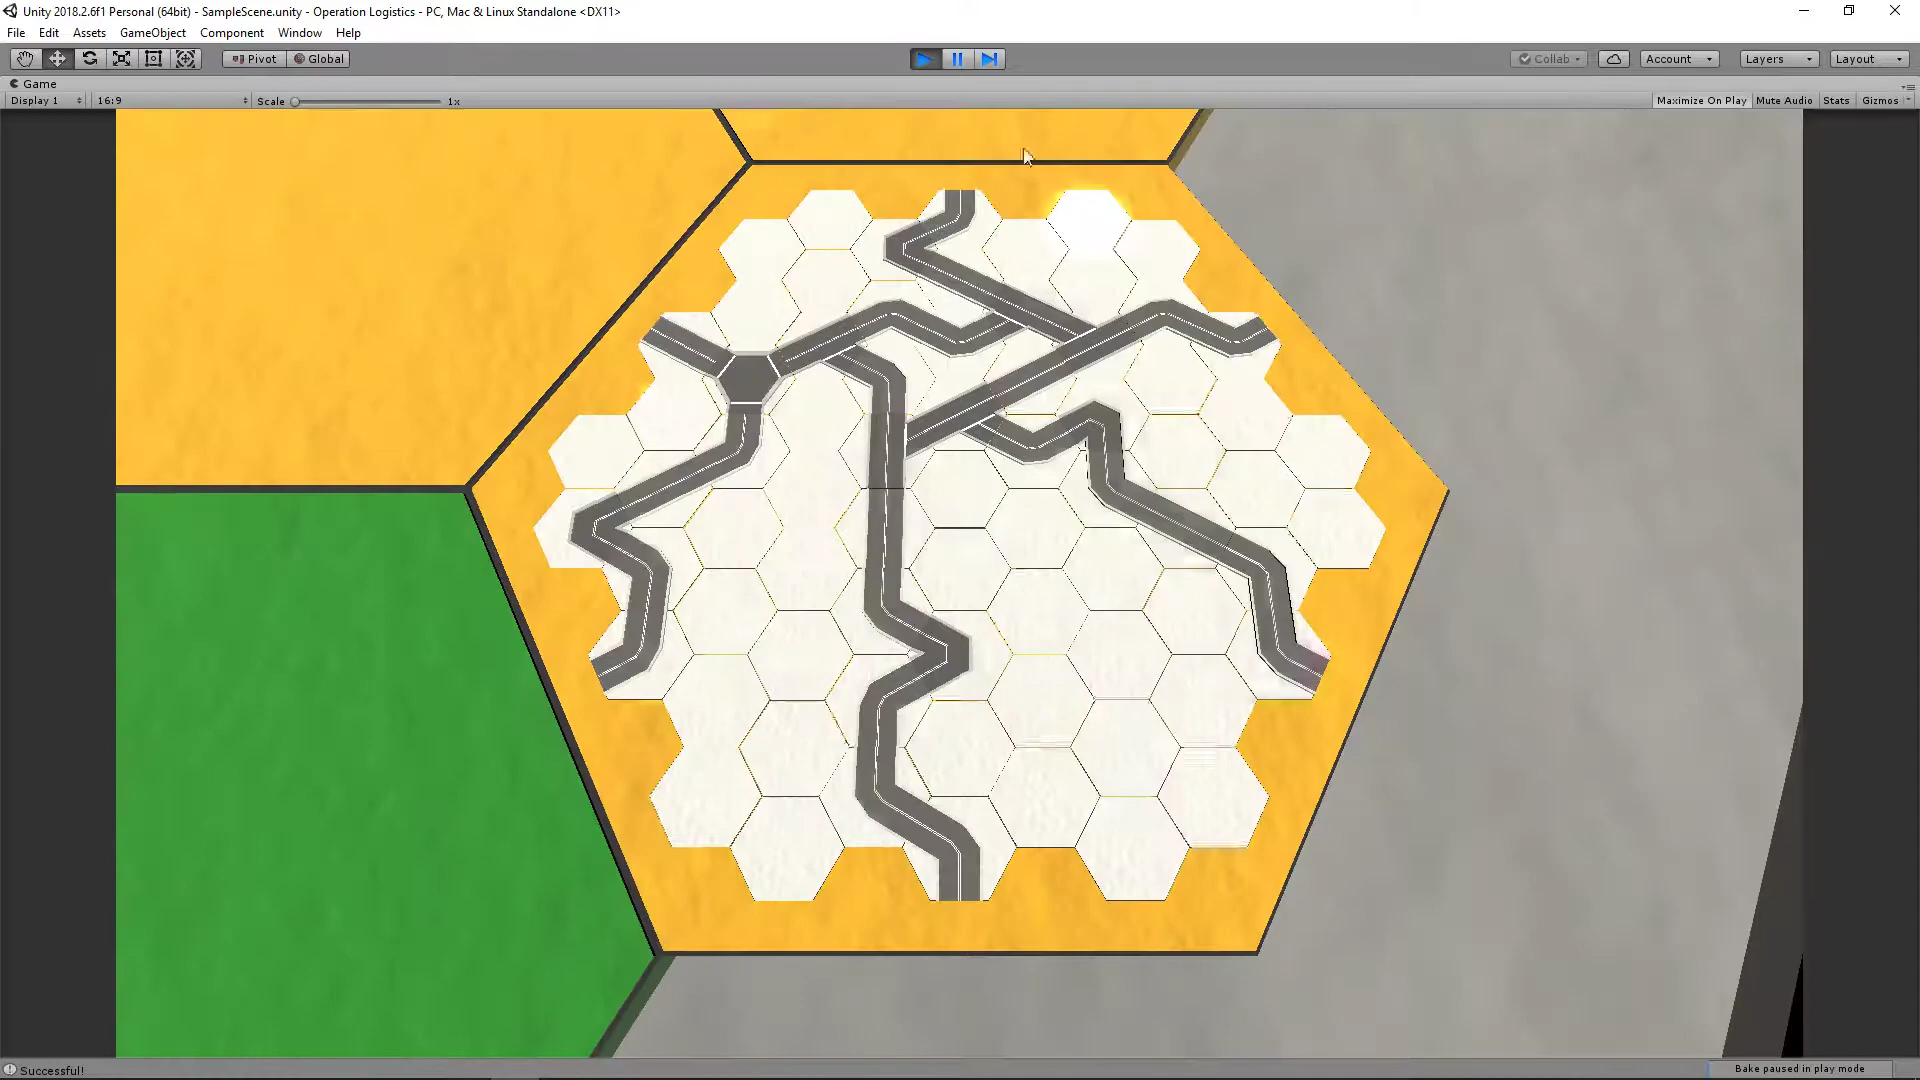 Unity 2018.2.6f1 Personal (64bit) - SampleScene.unity - Operation Logistics - PC, Mac & Linux Standalone <DX11>
File Edit Assets GameObject Component Window Help
Pivot Global Collab Account Layers Layout
Game
Display 1 16:9 Scale 1x Maximize On Play Mute Audio Stats Gizmos
Successful! Bake paused in play mode